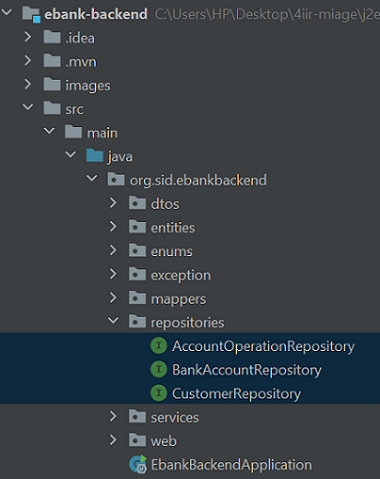 ebank-backend C:\Users\HP\Desktop\4iir-miage\j2e
.idea
.mvn
images
src
main
java
org.sid.ebankbackend
dtos
entities
enums
exception
mappers
repositories
AccountOperationRepository
BankAccountRepository
CustomerRepository
services
web
EbankBackendApplication